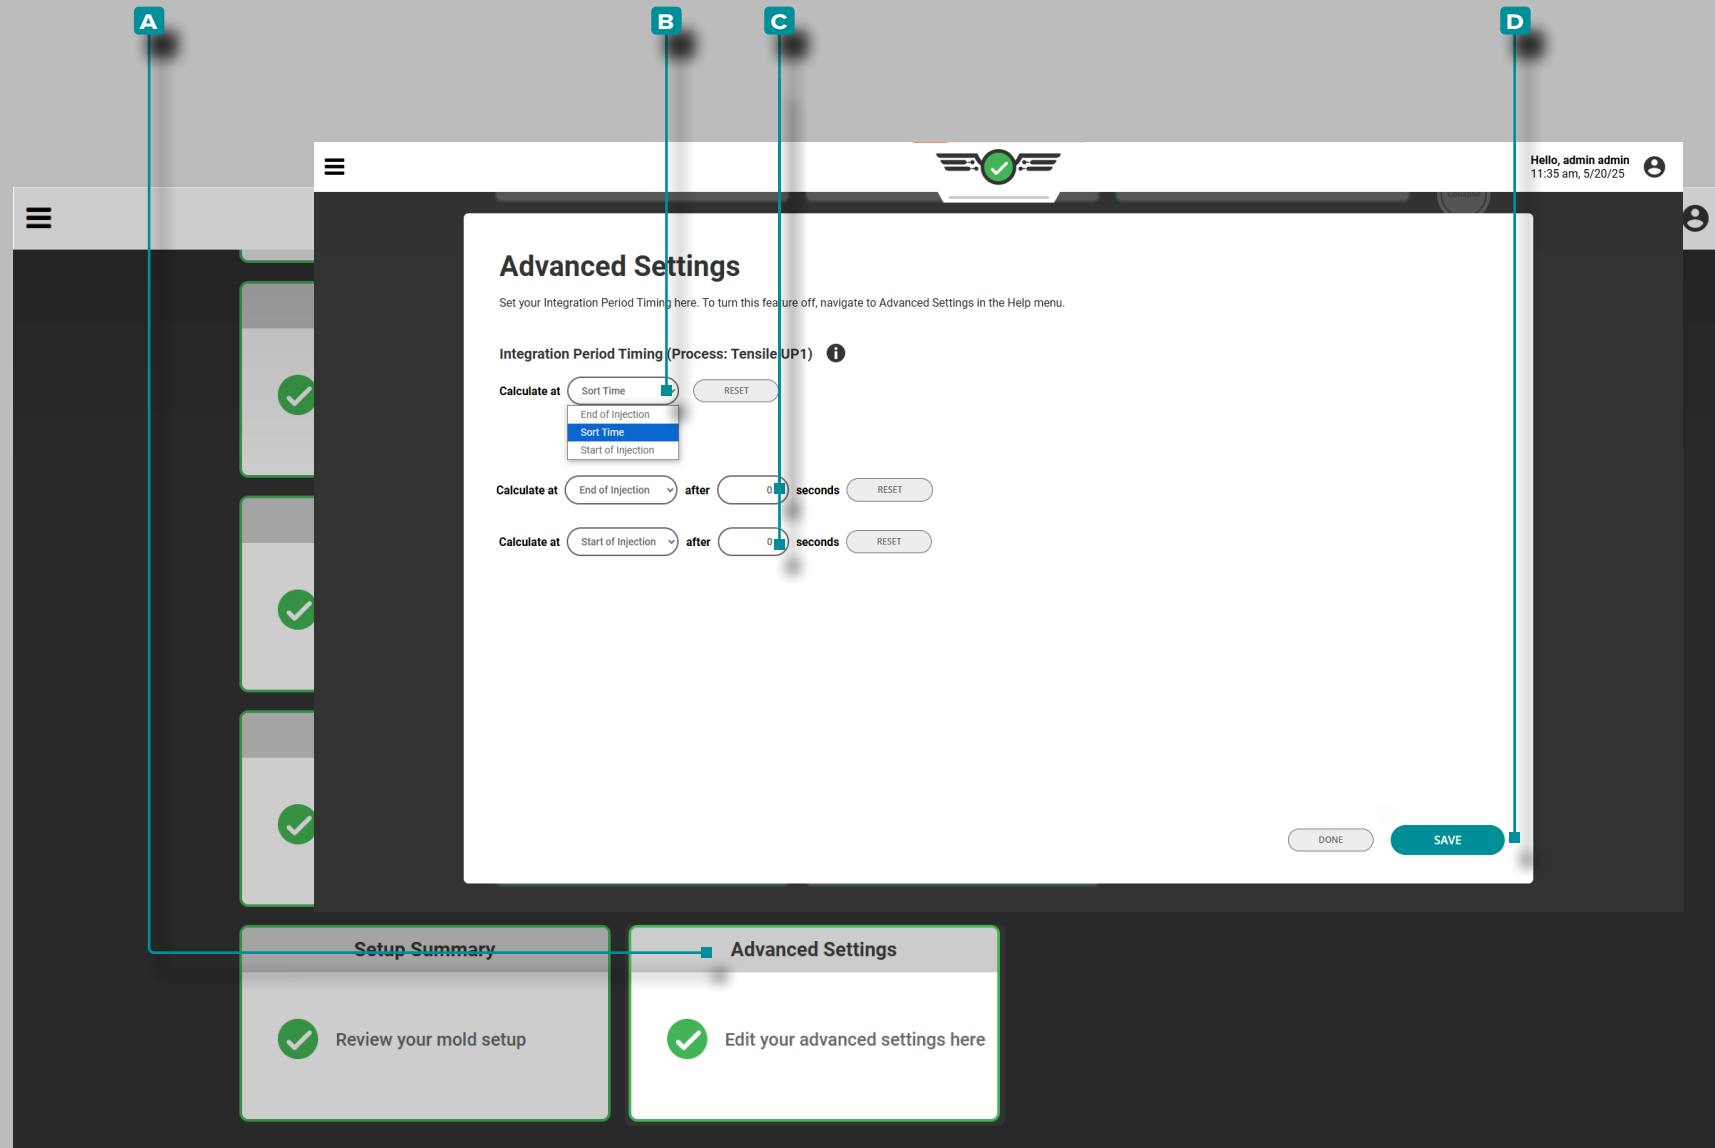 A
B
C
D
Hello, admin admin
11:35 am, 5/20/25
Collapse
Advanced Settings
Set your Integration Period Timing here. To turn this feature off, navigate to Advanced Settings in the Help menu.
Integration Period Timing (Process: Tensile UP1)
Calculate at Sort Time RESET
End of Injection
Sort Time
Start of Injection
Calculate at End of Injection after 0 seconds RESET
Calculate at Start of Injection after 0 seconds RESET
DONE SAVE
Setup Summary
Review your mold setup
Advanced Settings
Edit your advanced settings here